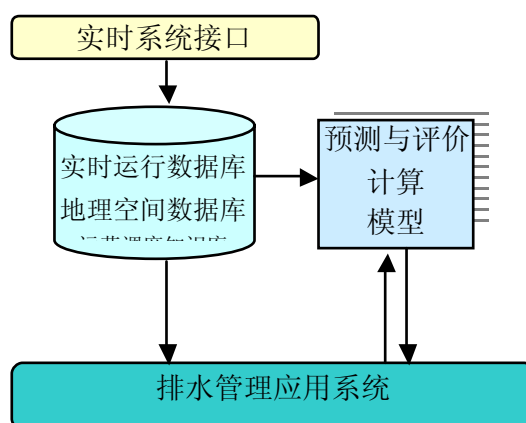 实时系统接口
实时运行数据库
地理空间数据库
预测与评价
计算
模型
排水管理应用系统